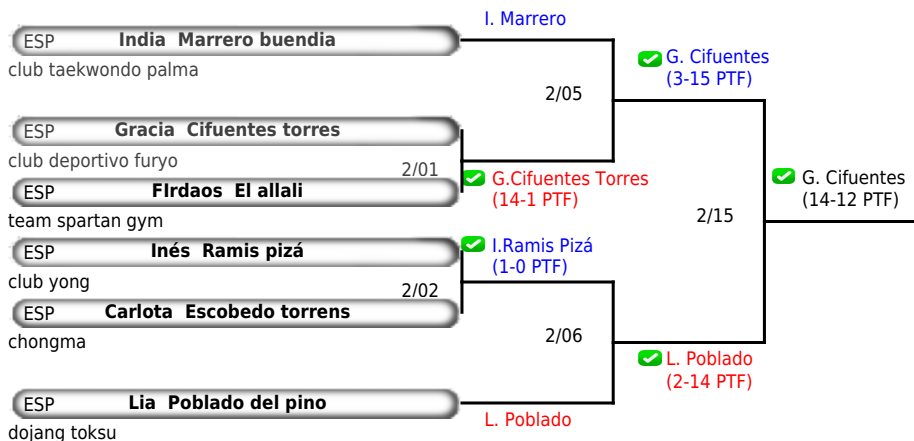 I. Marrero
ESP India Marrero buendia
club taekwondo palma
G. Cifuentes
(3-15 PTF)
2/05
ESP Gracia Cifuentes torres
club deportivo furyo
2/01
G.Cifuentes Torres
(14-1 PTF)
G. Cifuentes
(14-12 PTF)
ESP FIrdaos El allali
team spartan gym
2/15
ESP Inés Ramis pizá
club yong
I.Ramis Pizá
(1-0 PTF)
2/02
ESP Carlota Escobedo torrens
chongma
2/06
L. Poblado
(2-14 PTF)
ESP Lia Poblado del pino
dojang toksu
L. Poblado